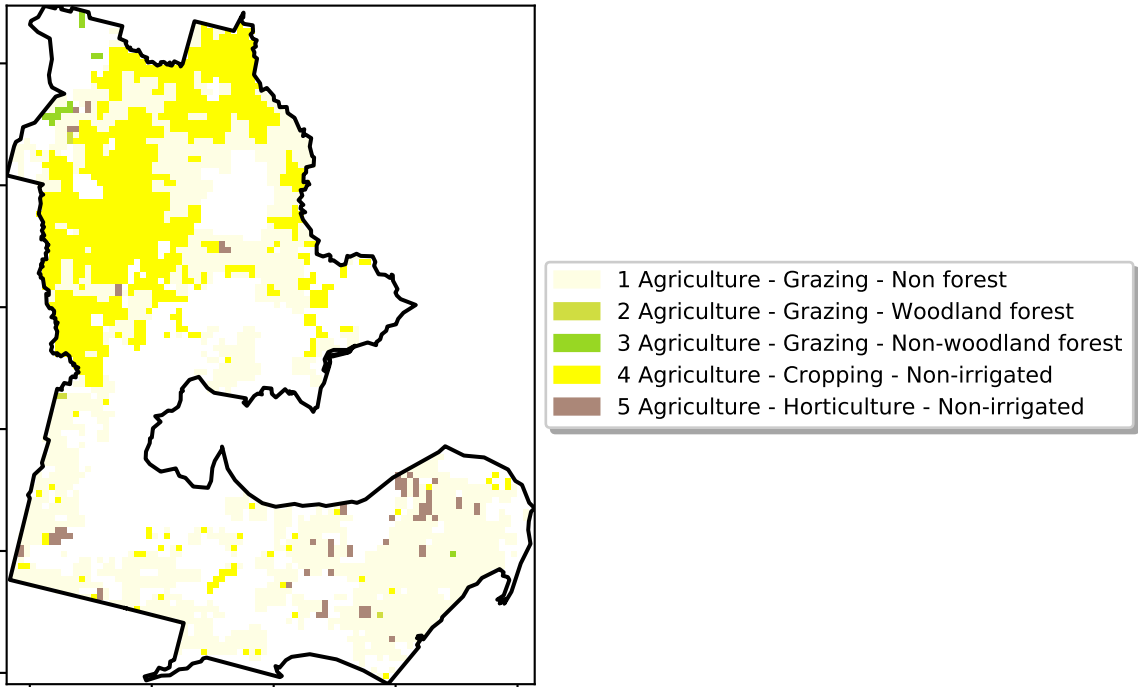 1 Agriculture - Grazing - Non forest
2 Agriculture - Grazing - Woodland forest
3 Agriculture - Grazing - Non-woodland forest
4 Agriculture - Cropping - Non-irrigated
5 Agriculture - Horticulture - Non-irrigated